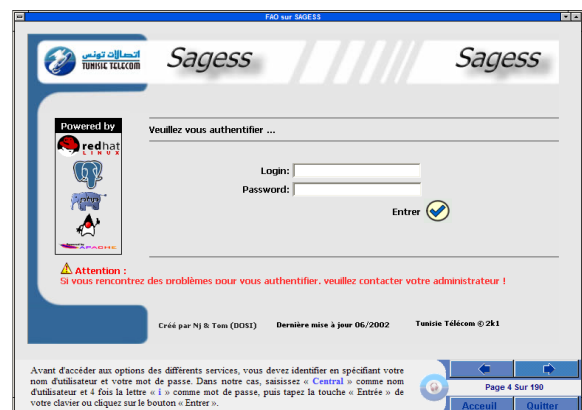 FAO sur SAGESS
اتصالات تونس
TUNISIE TELECOM
Sagess
Sagess
Powered by
redhat
LINUX
Veuillez vous authentifier ...
Login:
Password:
Entrer
APACHE
Attention :
Si vous rencontrez des problèmes pour vous authentifier, veuillez contacter votre administrateur !
Créé par Nj & Tom (DOSI)
Dernière mise à jour 06/2002
Tunisie Télécom © 2k1
Avant d'accéder aux options des différents services, vous devez identifier en spécifiant votre
nom d'utilisateur et votre mot de passe. Dans notre cas, saisissez « Central » comme nom
d'utilisateur et 4 fois la lettre « i » comme mot de passe, puis tapez la touche « Entrée » de
votre clavier ou cliquez sur le bouton « Entrer ».
Page 4 Sur 190
Acceuil
Quitter